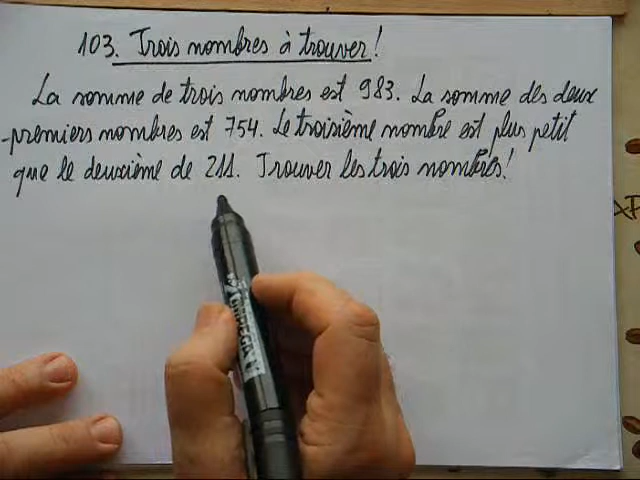 103. Trois nombres à trouver!
La somme de trois nombres est 983. La somme des deux
premiers nombres est 754. Le troisième nombre est plus petit
que le deuxième de 211. Trouver les trois nombres!